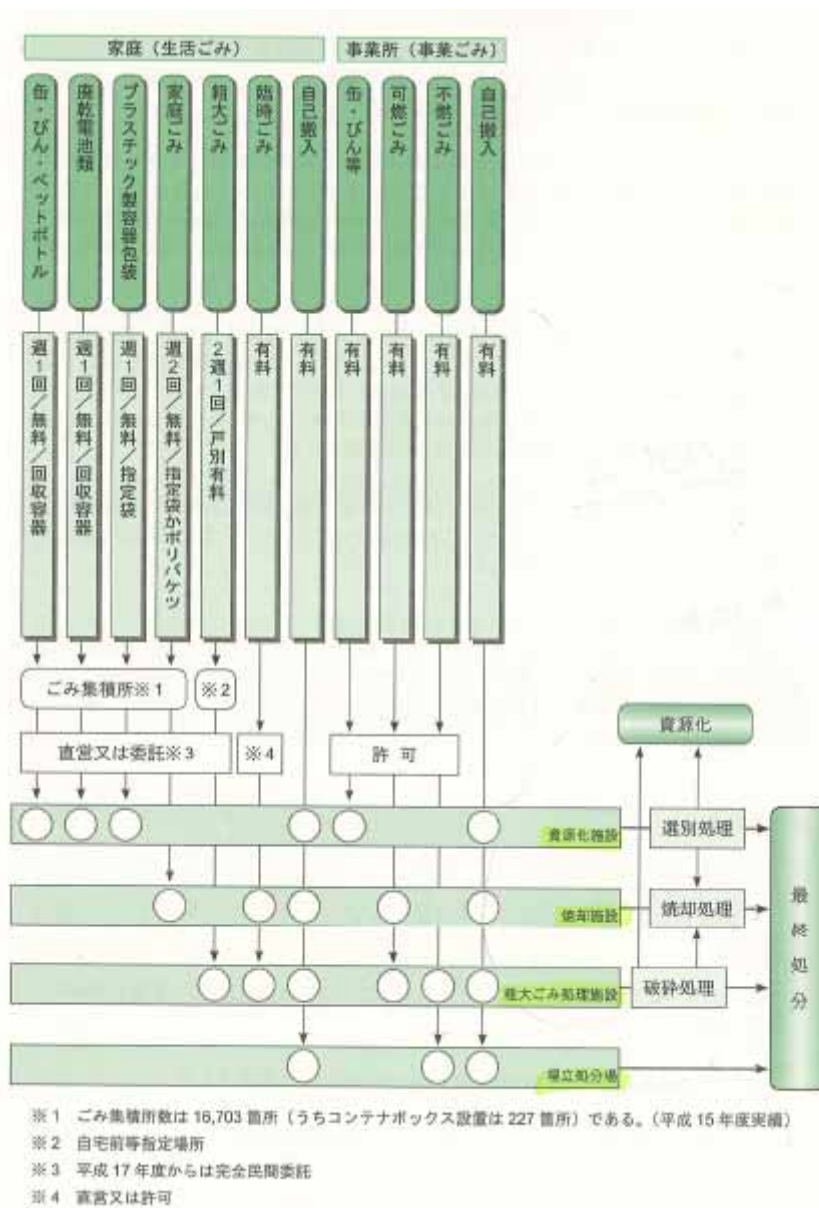 家庭（生活ごみ）
事業所（事業ごみ）
缶・びん・ペットボトル
廃乾電池類
プラスチック製容器包装
家庭ごみ
粗大ごみ
臨時ごみ
自己搬入
缶・びん等
可燃ごみ
不燃ごみ
自己搬入
週1回／無料／回収容器
週1回／無料／回収容器
週1回／無料／指定袋
週2回／無料／指定袋かポリバケツ
2週1回／戸別有料
有料
有料
有料
有料
有料
有料
ごみ集積所※1
※2
直営又は委託※3
※4
許可
資源化
資源化施設
選別処理
焼却施設
焼却処理
粗大ごみ処理施設
破砕処理
埋立処分場
最終処分
※1 ごみ集積所数は16,703箇所（うちコンテナボックス設置は227箇所）である。（平成15年度実績）
※2 自宅前等指定場所
※3 平成17年度からは完全民間委託
※4 直営又は許可